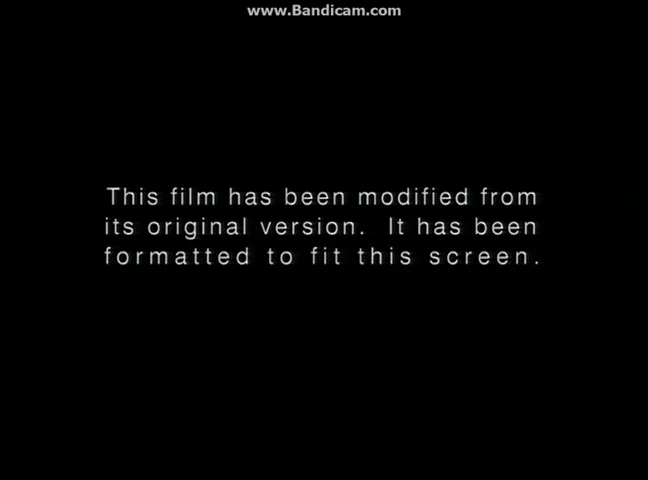 www.Bandicam.com
This film has been modified from
its original version. It has been
formatted to fit this screen.